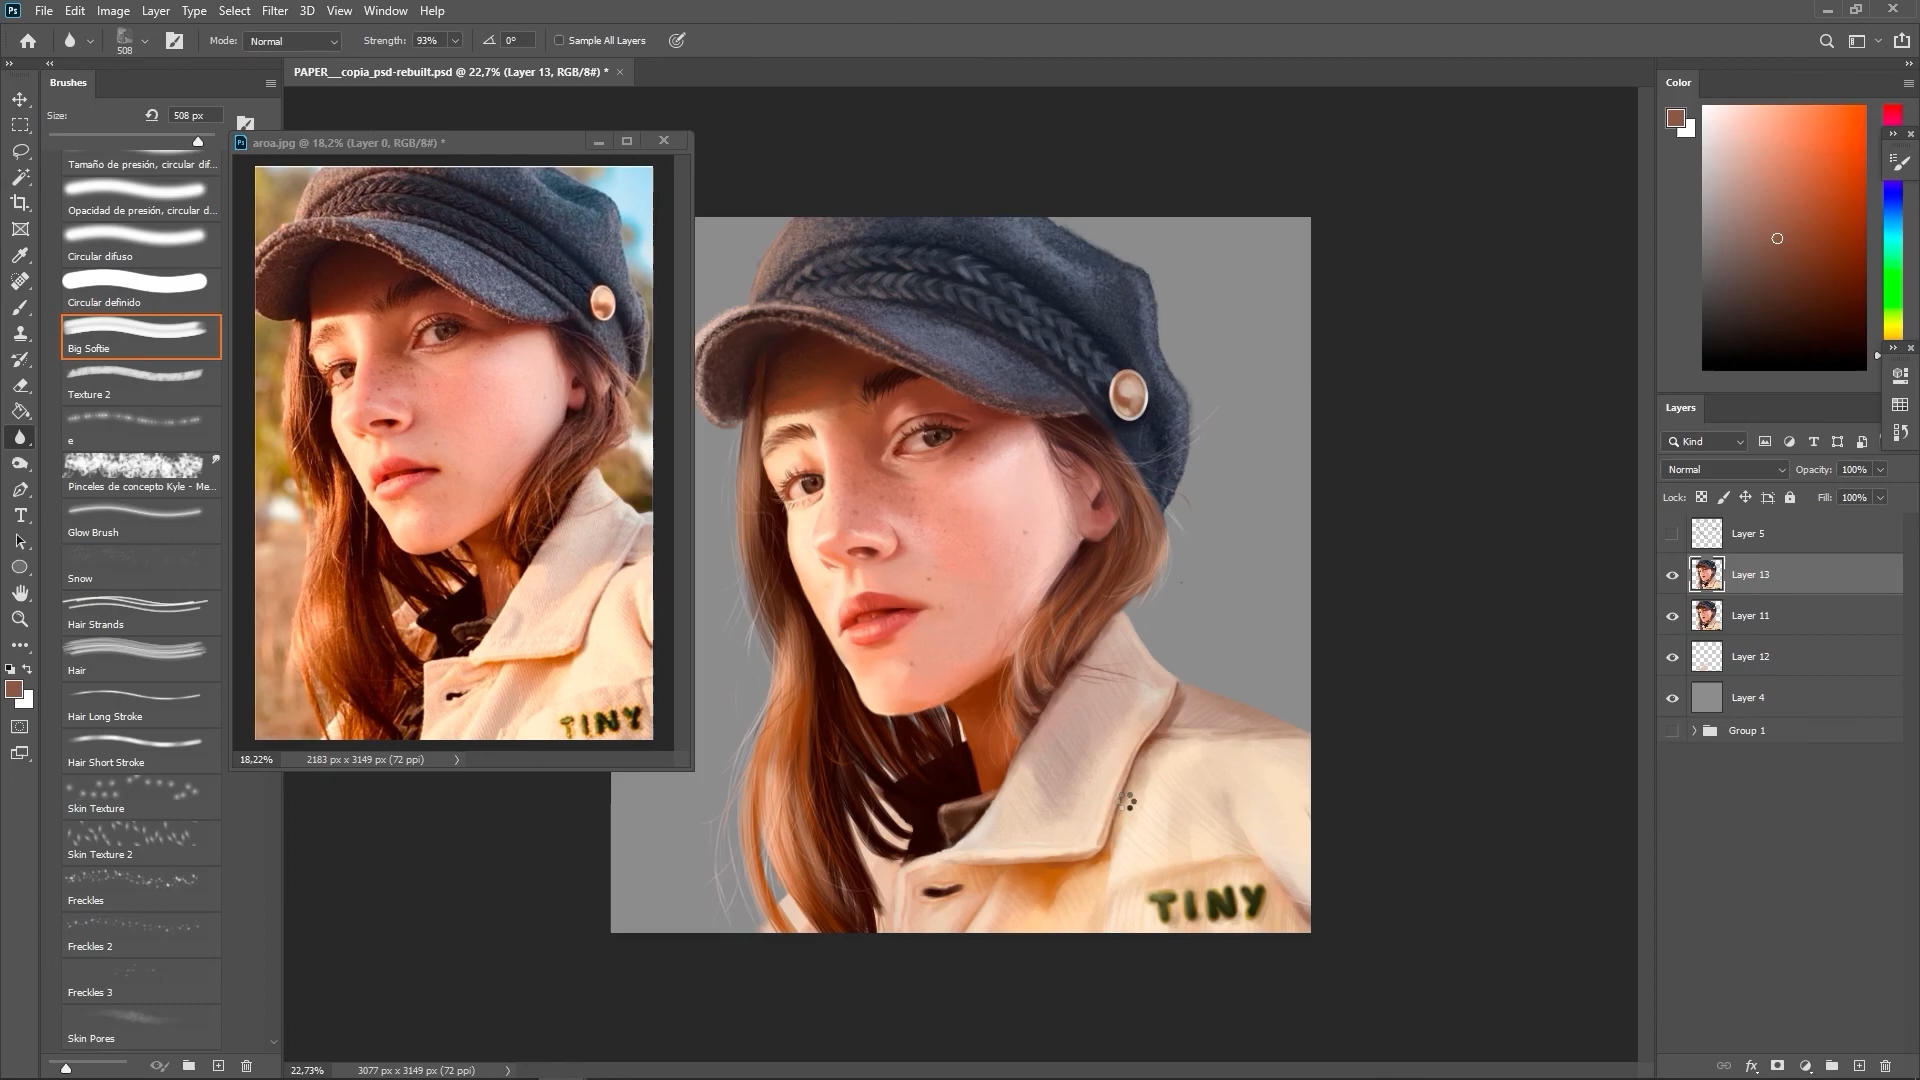 Ps File Edit Image Layer Type Select Filter 3D View Window Help
508 Mode: Normal Strength: 93% 0° Sample All Layers
Brushes
Size: 508 px
Tamaño de presión, circular dif...
Opacidad de presión, circular d...
Circular difuso
Circular definido
Big Softie
Texture 2
e
Pinceles de concepto Kyle - Me...
Glow Brush
Snow
Hair Strands
Hair
Hair Long Stroke
Hair Short Stroke
Skin Texture
Skin Texture 2
Freckles
Freckles 2
Freckles 3
Skin Pores
PAPER__copia_psd-rebuilt.psd @ 22,7% (Layer 13, RGB/8#) *
Ps aroa.jpg @ 18,2% (Layer 0, RGB/8#) *
TINY
18,22% 2183 px x 3149 px (72 ppi)
TINY
22,73% 3077 px x 3149 px (72 ppi)
Color
Layers
Kind
Normal Opacity: 100%
Lock: Fill: 100%
Layer 5
Layer 13
Layer 11
Layer 12
Layer 4
Group 1